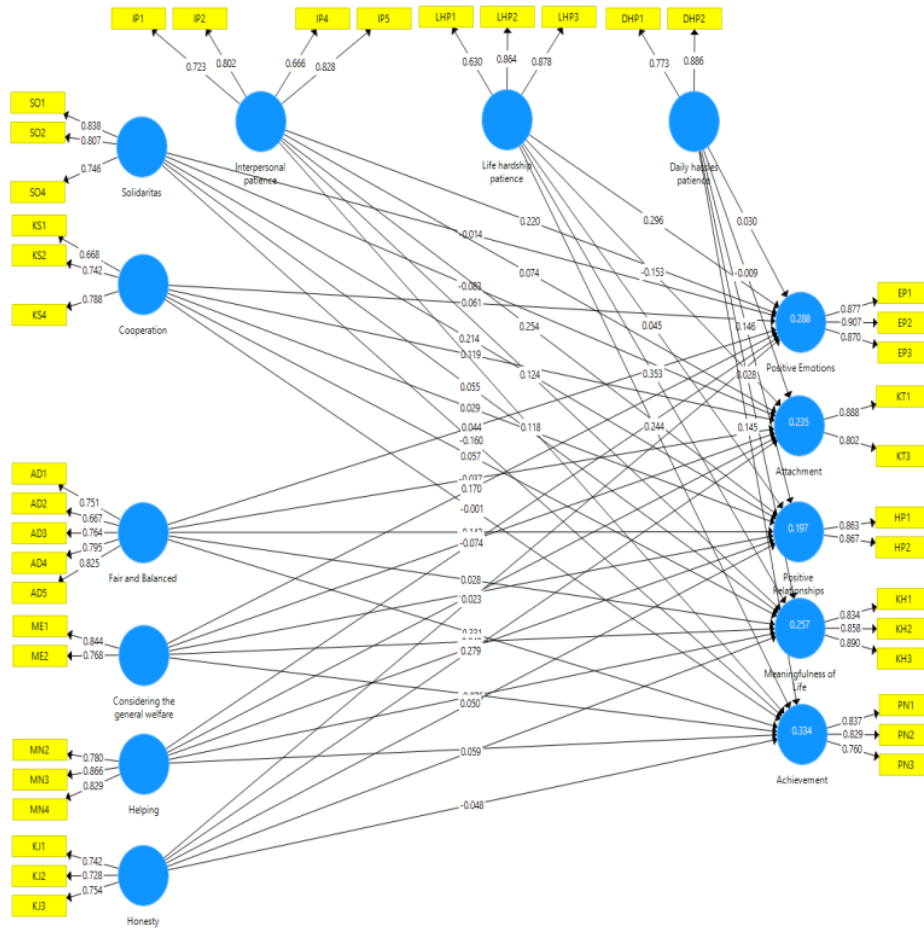 IP1
IP2
IP4
IP5
LHP1
LHP2
LHP3
DHP1
DHP2
0.723
0.802
0.666
0.828
0.630
0.864
0.878
0.773
0.886
SO1
SO2
SO4
0.838
0.807
0.746
Solidaritas
Interpersonal
patience
Life hardship
patience
Daily hassles
patience
KS1
KS2
KS4
0.668
0.742
0.788
Cooperation
0.220
-0.014
0.296
0.030
0.074
-0.153
-0.009
-0.083
0.061
0.254
0.045
0.146
0.214
0.119
0.124
0.353
0.028
0.055
0.029
0.118
0.244
0.145
0.044
-0.160
0.057
0.288
Positive Emotions
0.877
0.907
0.870
EP1
EP2
EP3
0.235
Attachment
0.888
0.802
KT1
KT3
AD1
AD2
AD3
AD4
AD5
0.751
0.667
0.764
0.795
0.825
Fair and Balanced
-0.037
0.170
-0.001
-0.074
0.028
0.023
0.197
Positive
Relationships
0.863
0.867
HP1
HP2
ME1
ME2
0.844
0.768
Considering the
general welfare
0.279
0.257
Meaningfulness of
Life
0.834
0.858
0.890
KH1
KH2
KH3
0.050
0.059
-0.048
0.334
Achievement
0.837
0.829
0.760
PN1
PN2
PN3
MN2
MN3
MN4
0.780
0.866
0.829
Helping
KJ1
KJ2
KJ3
0.742
0.728
0.754
Honesty